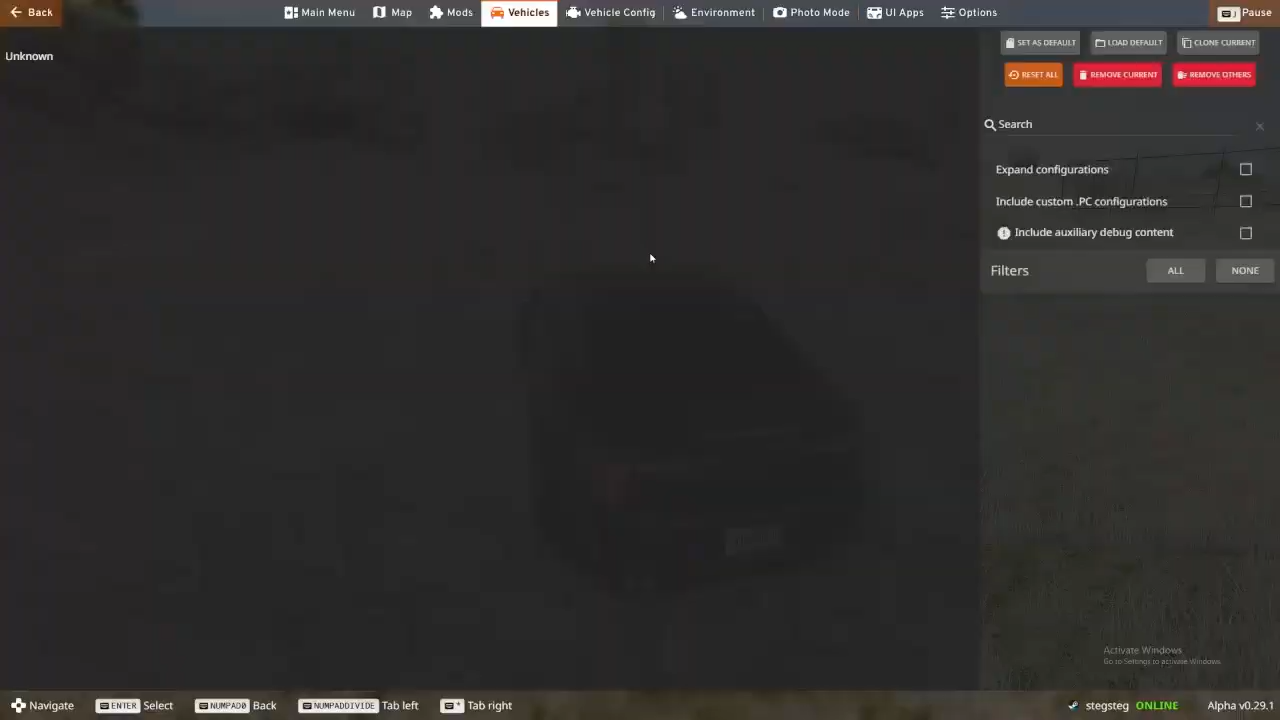 Back
Main Menu
Map
Mods
Vehicles
Vehicle Config
Environment
Photo Mode
UI Apps
Options
J
Pause
Unknown
SET AS DEFAULT
LOAD DEFAULT
CLONE CURRENT
RESET ALL
REMOVE CURRENT
REMOVE OTHERS
Search
Expand configurations
Include custom .PC configurations
Include auxiliary debug content
Filters
ALL
NONE
Activate Windows
Go to Settings to activate Windows.
Navigate
ENTER Select
NUMPAD0 Back
NUMPADDIVIDE Tab left
* Tab right
stegsteg ONLINE
Alpha v0.29.1